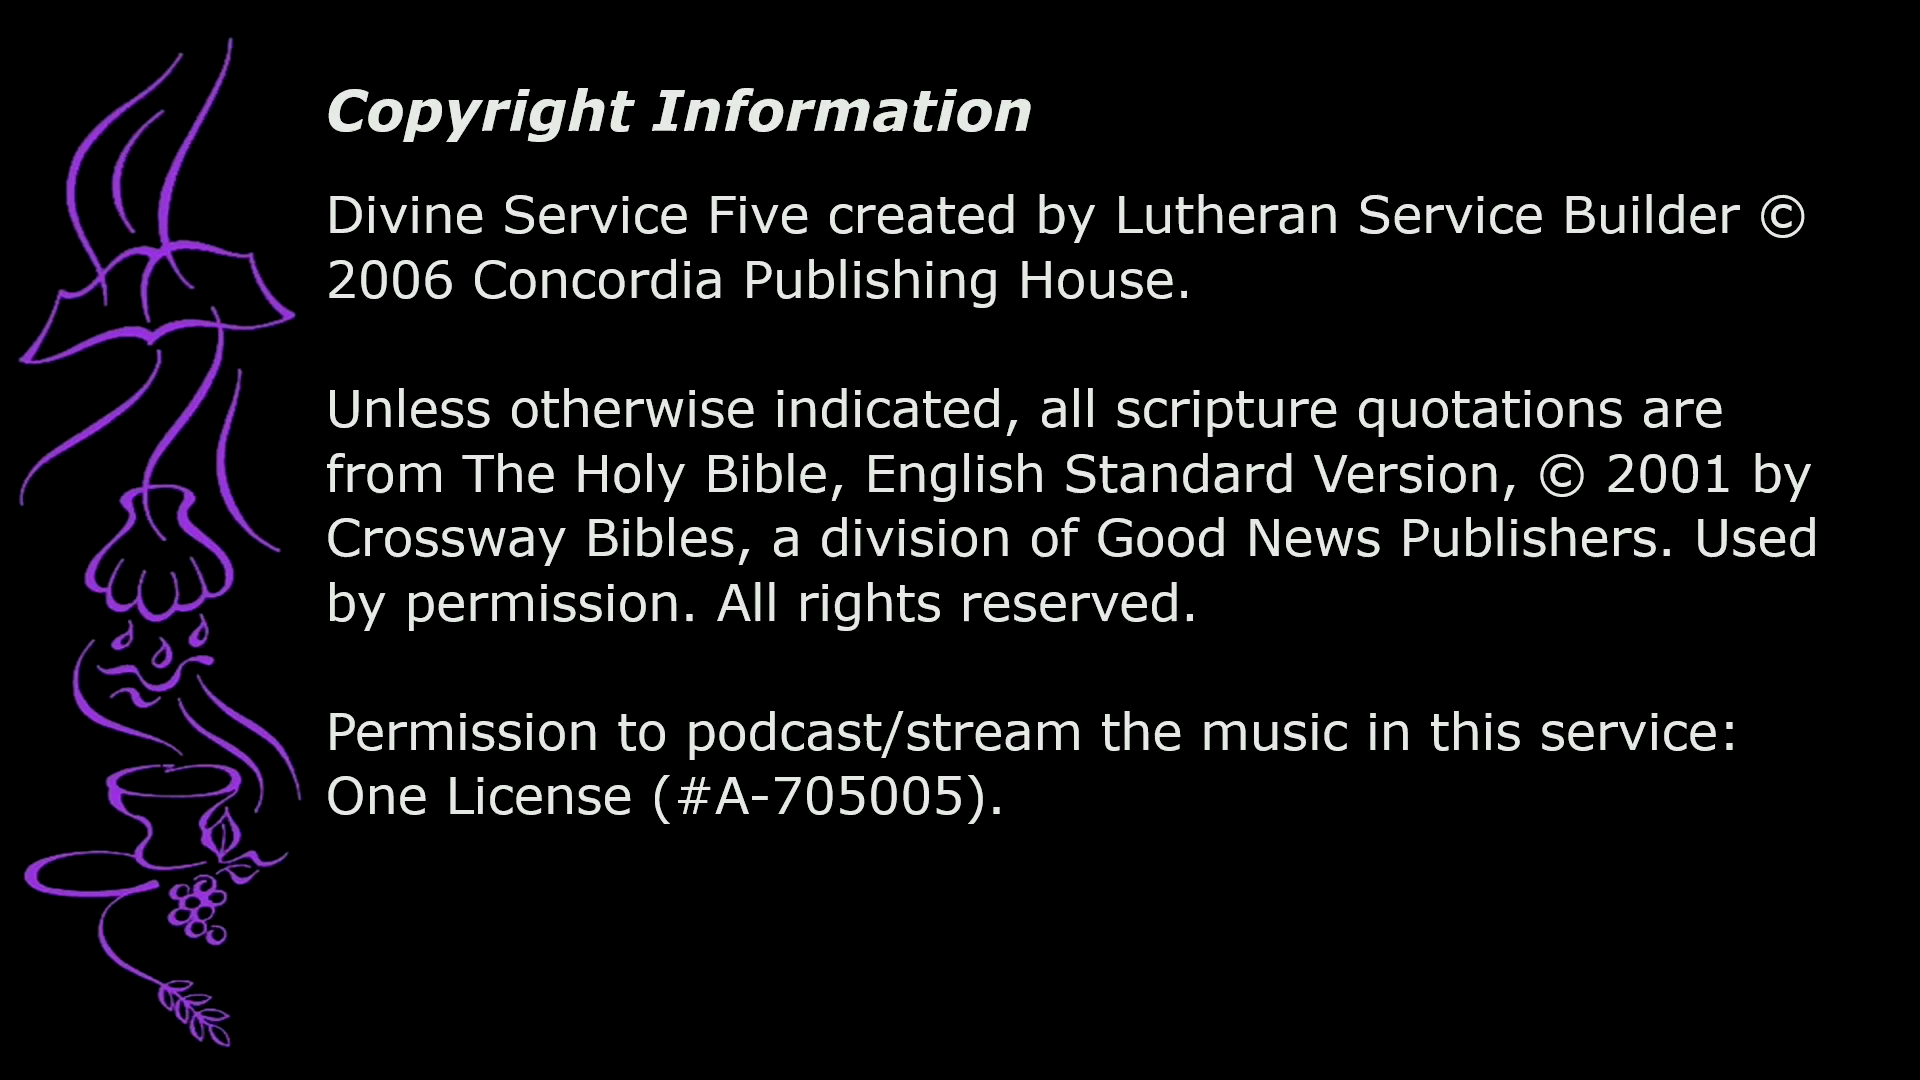 Copyright Information
Divine Service Five created by Lutheran Service Builder ©
2006 Concordia Publishing House.
Unless otherwise indicated, all scripture quotations are
from The Holy Bible, English Standard Version, © 2001 by
Crossway Bibles, a division of Good News Publishers. Used
by permission. All rights reserved.
Permission to podcast/stream the music in this service:
One License (#A-705005).